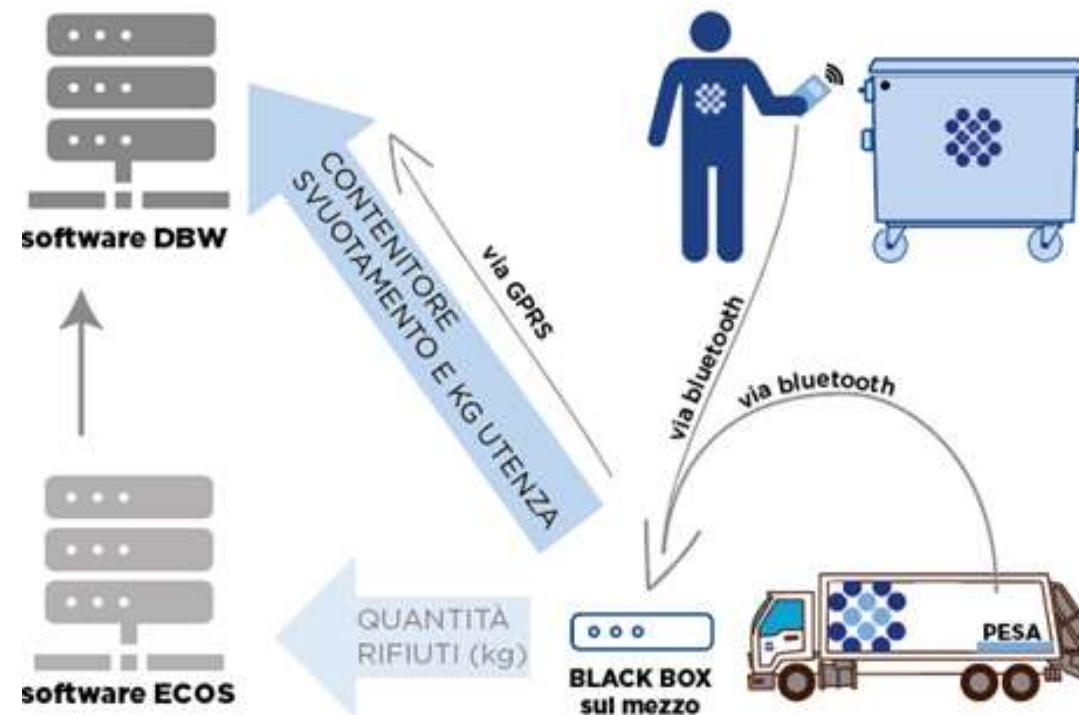 software DBW
CONTENITORE
SVUOTAMENTO E KG UTENZA
via GPRS
via bluetooth
via bluetooth
QUANTITÀ
RIFIUTI (kg)
PESA
BLACK BOX
sul mezzo
software ECOS